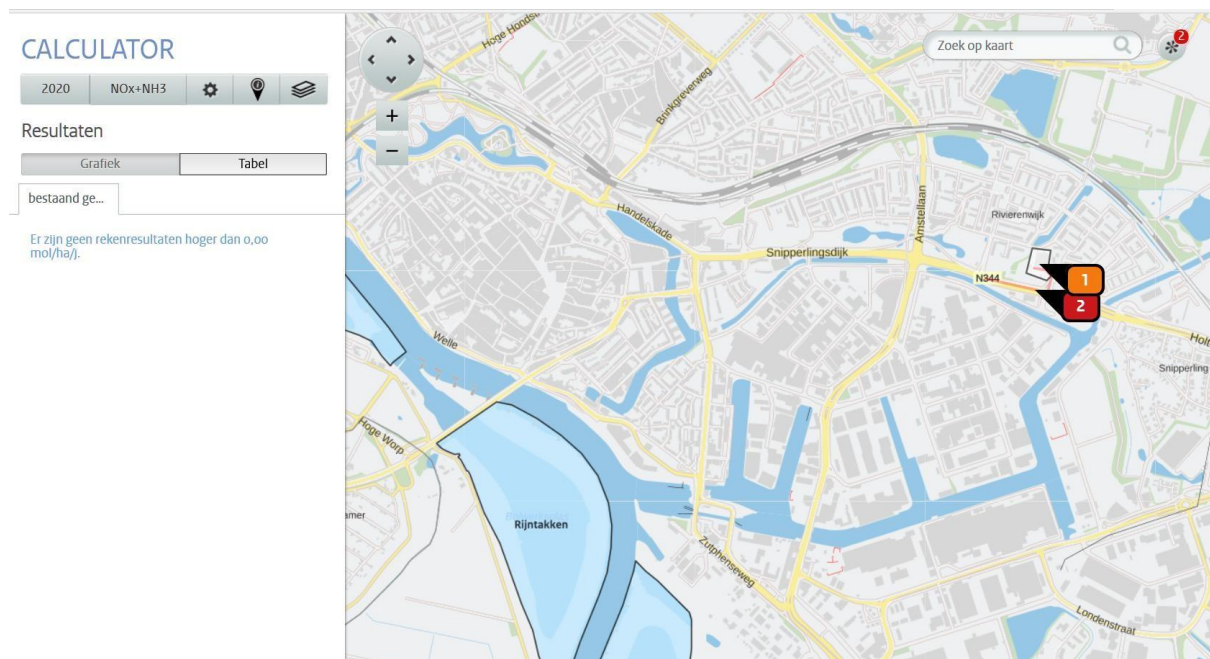 CALCULATOR
2020 NOx+NH3
Resultaten
Grafiek Tabel
bestaand ge...
Er zijn geen rekenresultaten hoger dan 0,00
mol/ha/j.
Zoek op kaart
2
Hoge Hondst
Brinkgreverweg
Handelskade
Amstellaan
Rivierenwijk
Snipperlingsdijk
N344
1
2
Holt
Snipperling
Welle
Hoge Worp
amer
Rijntakken
Zutphenseweg
Londenstraat